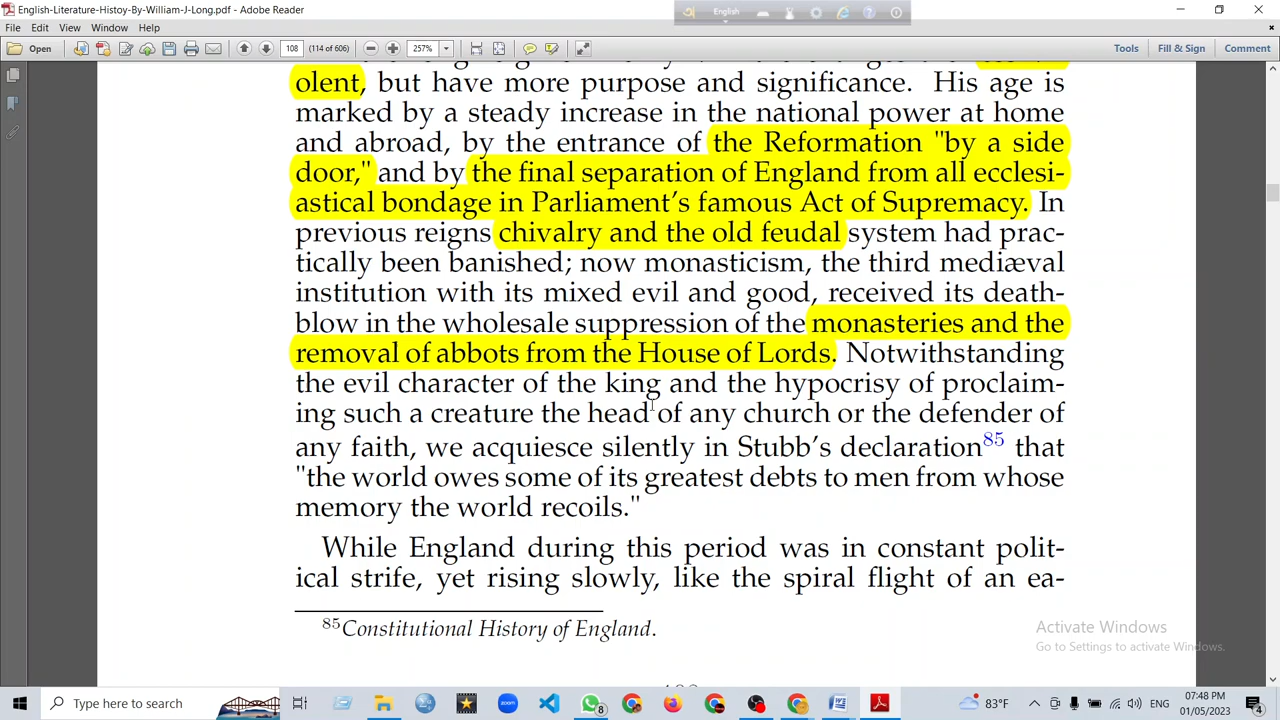 English-Literature-Histoy-By-William-J-Long.pdf - Adobe Reader
English
File Edit View Window Help
Open 108 (114 of 606) 257% Tools Fill & Sign Comment
olent, but have more purpose and significance. His age is
marked by a steady increase in the national power at home
and abroad, by the entrance of the Reformation "by a side
door," and by the final separation of England from all ecclesi-
astical bondage in Parliament's famous Act of Supremacy. In
previous reigns chivalry and the old feudal system had prac-
tically been banished; now monasticism, the third mediæval
institution with its mixed evil and good, received its death-
blow in the wholesale suppression of the monasteries and the
removal of abbots from the House of Lords. Notwithstanding
the evil character of the king and the hypocrisy of proclaim-
ing such a creature the head of any church or the defender of
any faith, we acquiesce silently in Stubb's declaration85 that
"the world owes some of its greatest debts to men from whose
memory the world recoils."
While England during this period was in constant polit-
ical strife, yet rising slowly, like the spiral flight of an ea-
85Constitutional History of England.
Activate Windows
Go to Settings to activate Windows.
Type here to search
zoom
8
83°F
ENG
07:48 PM
01/05/2023
4